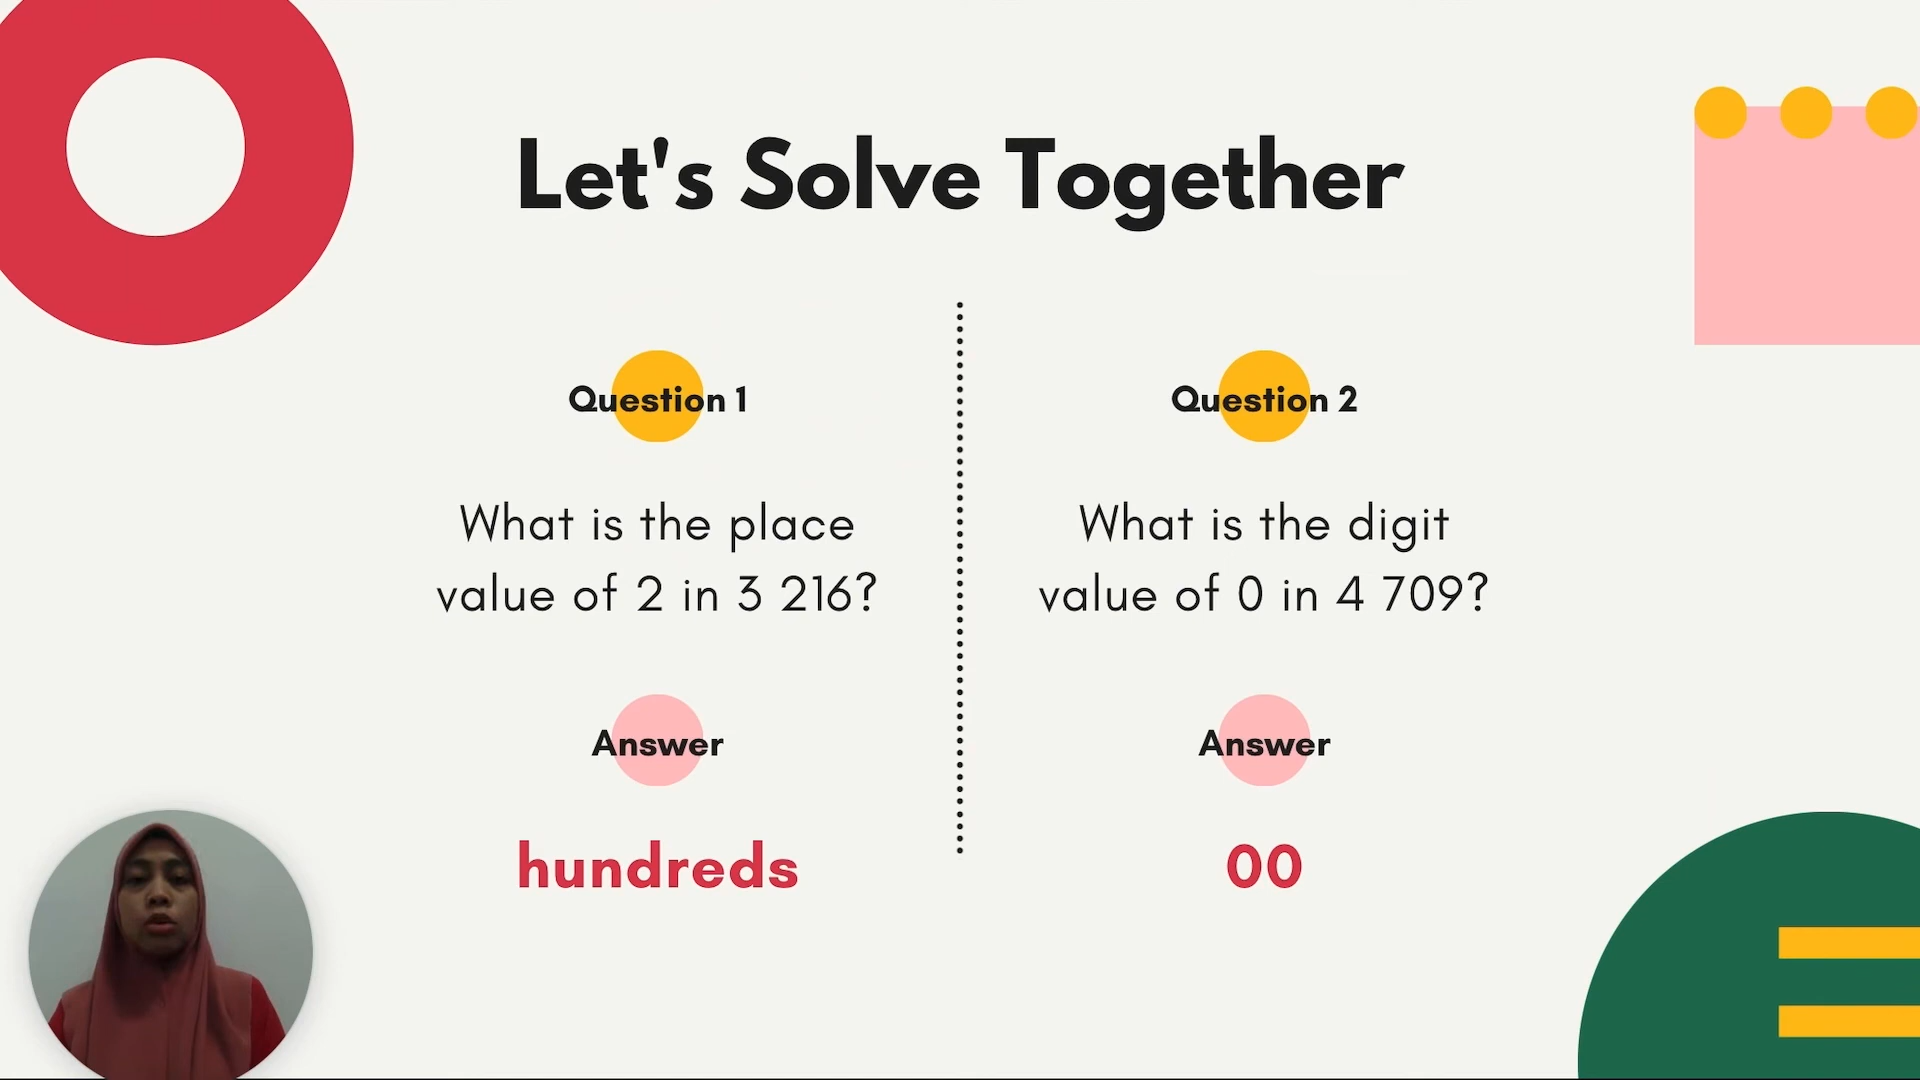 Let's Solve Together
Question 1
What is the place
value of 2 in 3 216?
Answer
hundreds
Question 2
What is the digit
value of 0 in 4 709?
Answer
00